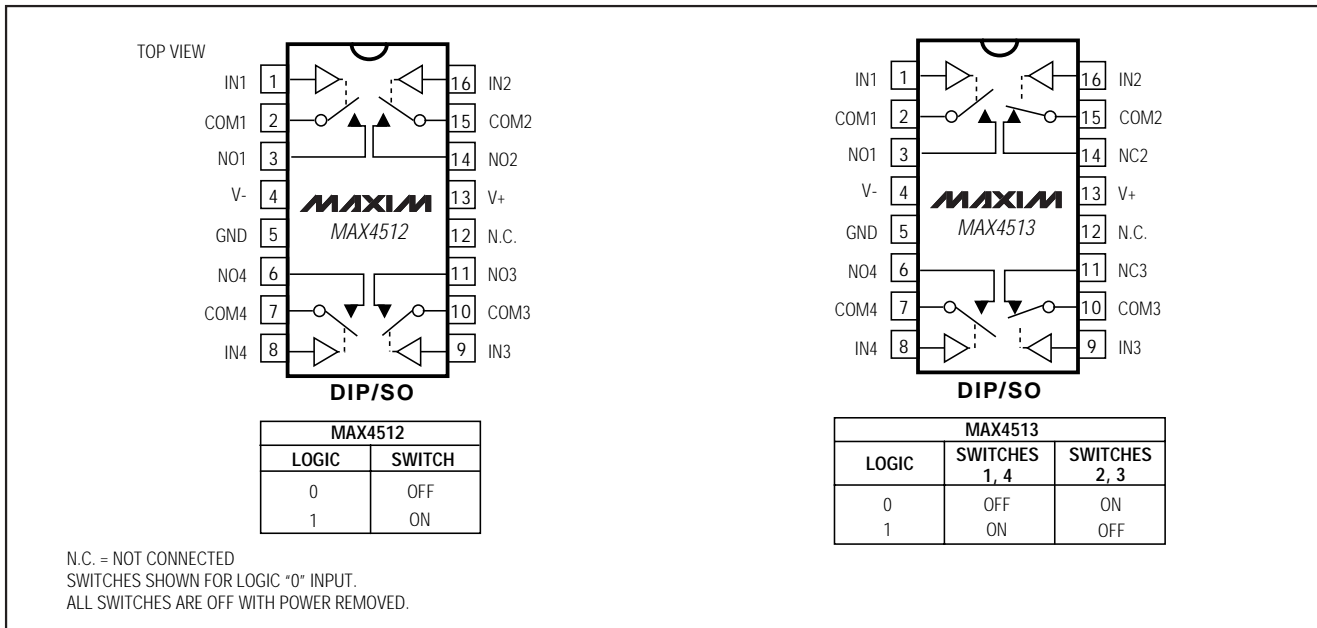 TOP VIEW
IN1 1 16 IN2
COM1 2 15 COM2
NO1 3 14 NO2
V- 4 13 V+
GND 5 12 N.C.
NO4 6 11 NO3
COM4 7 10 COM3
IN4 8 9 IN3
MAXIM
MAX4512
DIP/SO
MAX4512
LOGIC SWITCH
0 OFF
1 ON
IN1 1 16 IN2
COM1 2 15 COM2
NO1 3 14 NC2
V- 4 13 V+
GND 5 12 N.C.
NO4 6 11 NC3
COM4 7 10 COM3
IN4 8 9 IN3
MAXIM
MAX4513
DIP/SO
MAX4513
LOGIC SWITCHES 1, 4 SWITCHES 2, 3
0 OFF ON
1 ON OFF
N.C. = NOT CONNECTED
SWITCHES SHOWN FOR LOGIC “0” INPUT.
ALL SWITCHES ARE OFF WITH POWER REMOVED.